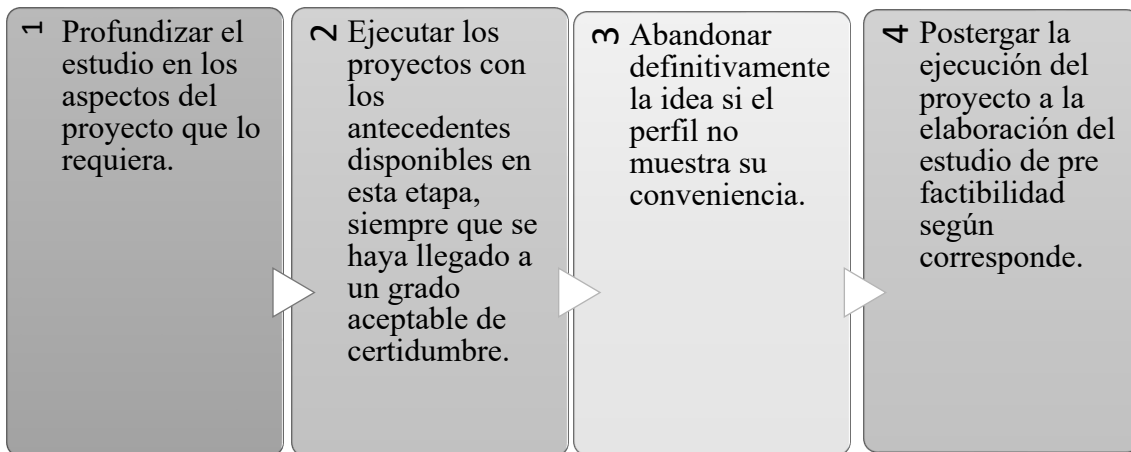 1 Profundizar el
estudio en los
aspectos del
proyecto que lo
requiera.
2 Ejecutar los
proyectos con
los
antecedentes
disponibles en
esta etapa,
siempre que se
haya llegado a
un grado
aceptable de
certidumbre.
3 Abandonar
definitivamente
la idea si el
perfil no
muestra su
conveniencia.
4 Postergar la
ejecución del
proyecto a la
elaboración del
estudio de pre
factibilidad
según
corresponde.